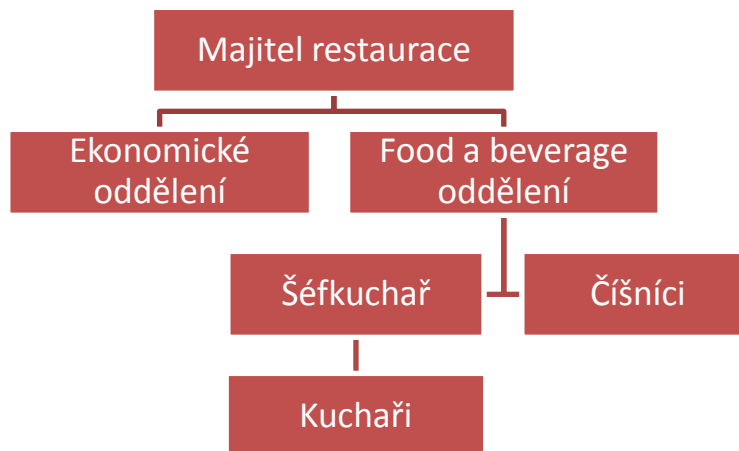 Majitel restaurace
Ekonomické
oddělení
Food a beverage
oddělení
Šéfkuchař
Číšníci
Kuchaři